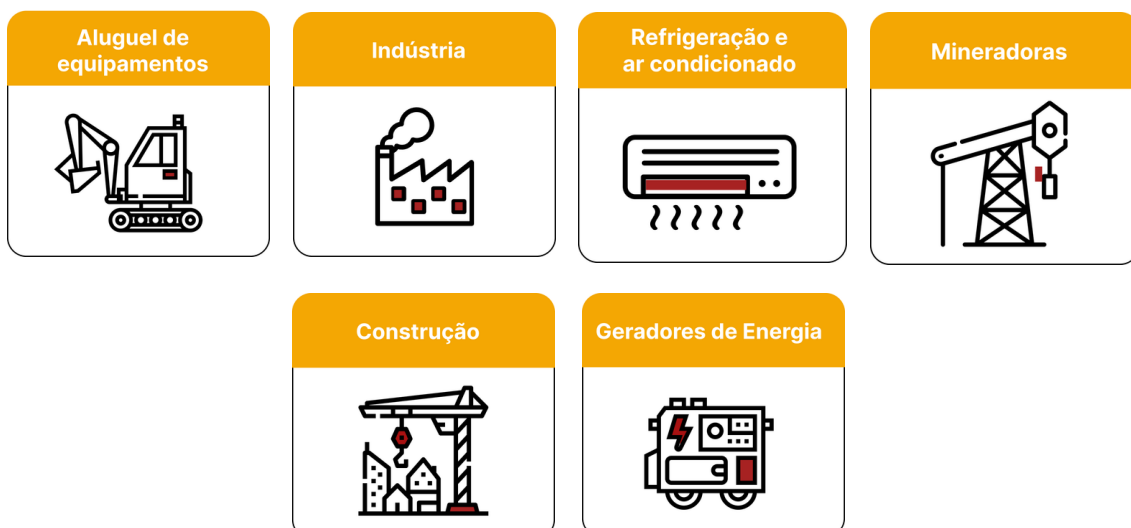 Aluguel de
equipamentos
Indústria
Refrigeração e
ar condicionado
Mineradoras
Construção
Geradores de Energia